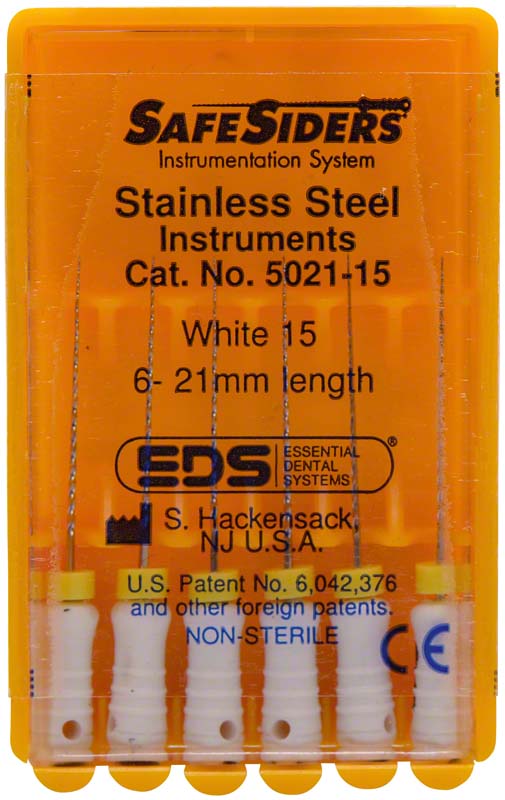 SAFESIDERS
Instrumentation System
Stainless Steel
Instruments
Cat. No. 5021-15
White 15
6- 21mm length
EDS ESSENTIAL DENTAL SYSTEMS ®
S. Hackensack,
NJ U.S.A.
U.S. Patent No. 6,042,376
and other foreign patents.
NON-STERILE
CE